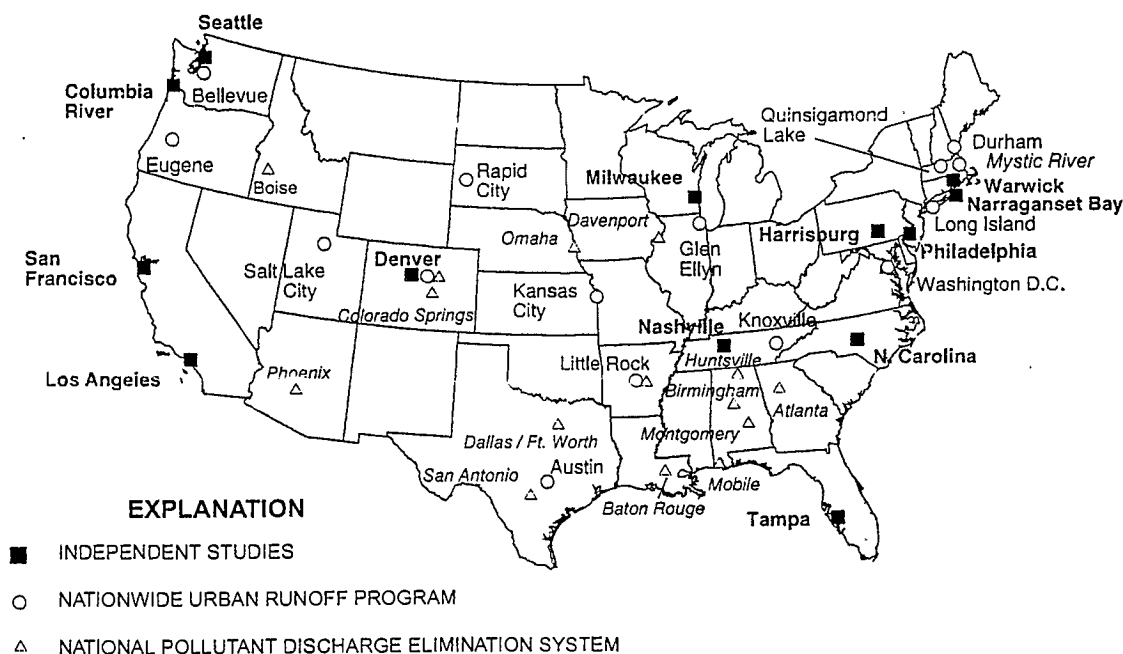 Seattle
Columbia
River
Bellevue
Eugene
Boise
Rapid
City
Milwaukee
Quinsigamond
Lake
Durham
Mystic River
Warwick
Narraganset Bay
Long Island
Harrisburg
Philadelphia
Washington D.C.
Davenport
Omaha
Glen
Ellyn
San
Francisco
Salt Lake
City
Denver
Colorado Springs
Kansas
City
Nashville
Knoxville
N. Carolina
Los Angeles
Phoenix
Little Rock
Huntsville
Birmingham
Atlanta
Montgomery
Dallas / Ft. Worth
San Antonio
Austin
Baton Rouge
Mobile
Tampa
EXPLANATION
INDEPENDENT STUDIES
NATIONWIDE URBAN RUNOFF PROGRAM
NATIONAL POLLUTANT DISCHARGE ELIMINATION SYSTEM